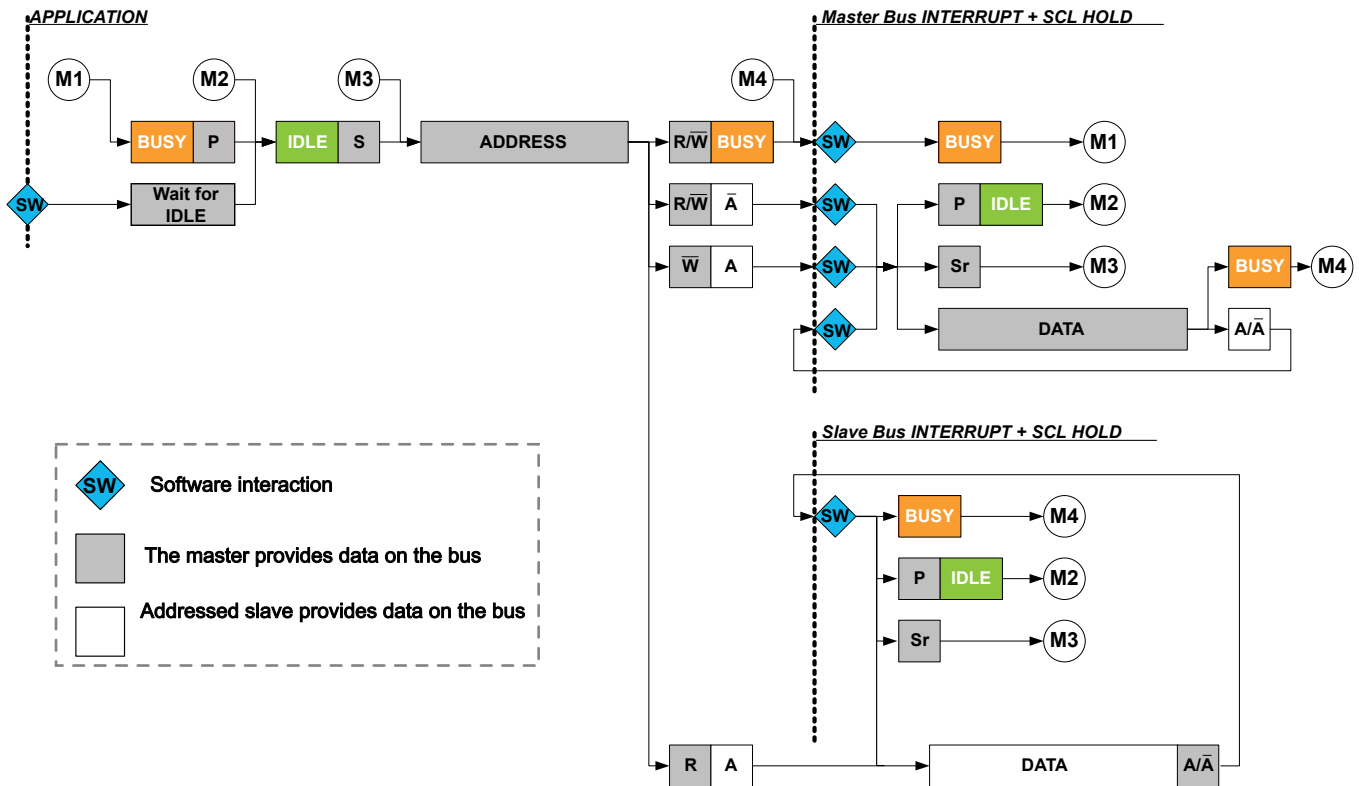 APPLICATION
Master Bus INTERRUPT + SCL HOLD
M1
M2
M3
M4
BUSY P
IDLE S
ADDRESS
R/W̅ BUSY
SW
BUSY
M1
SW
Wait for
IDLE
R/W̅ A̅
SW
P IDLE
M2
W̅ A
SW
Sr
M3
BUSY
M4
SW
DATA
A/A̅
Slave Bus INTERRUPT + SCL HOLD
SW
Software interaction
The master provides data on the bus
Addressed slave provides data on the bus
SW
BUSY
M4
P IDLE
M2
Sr
M3
R A
DATA
A/A̅